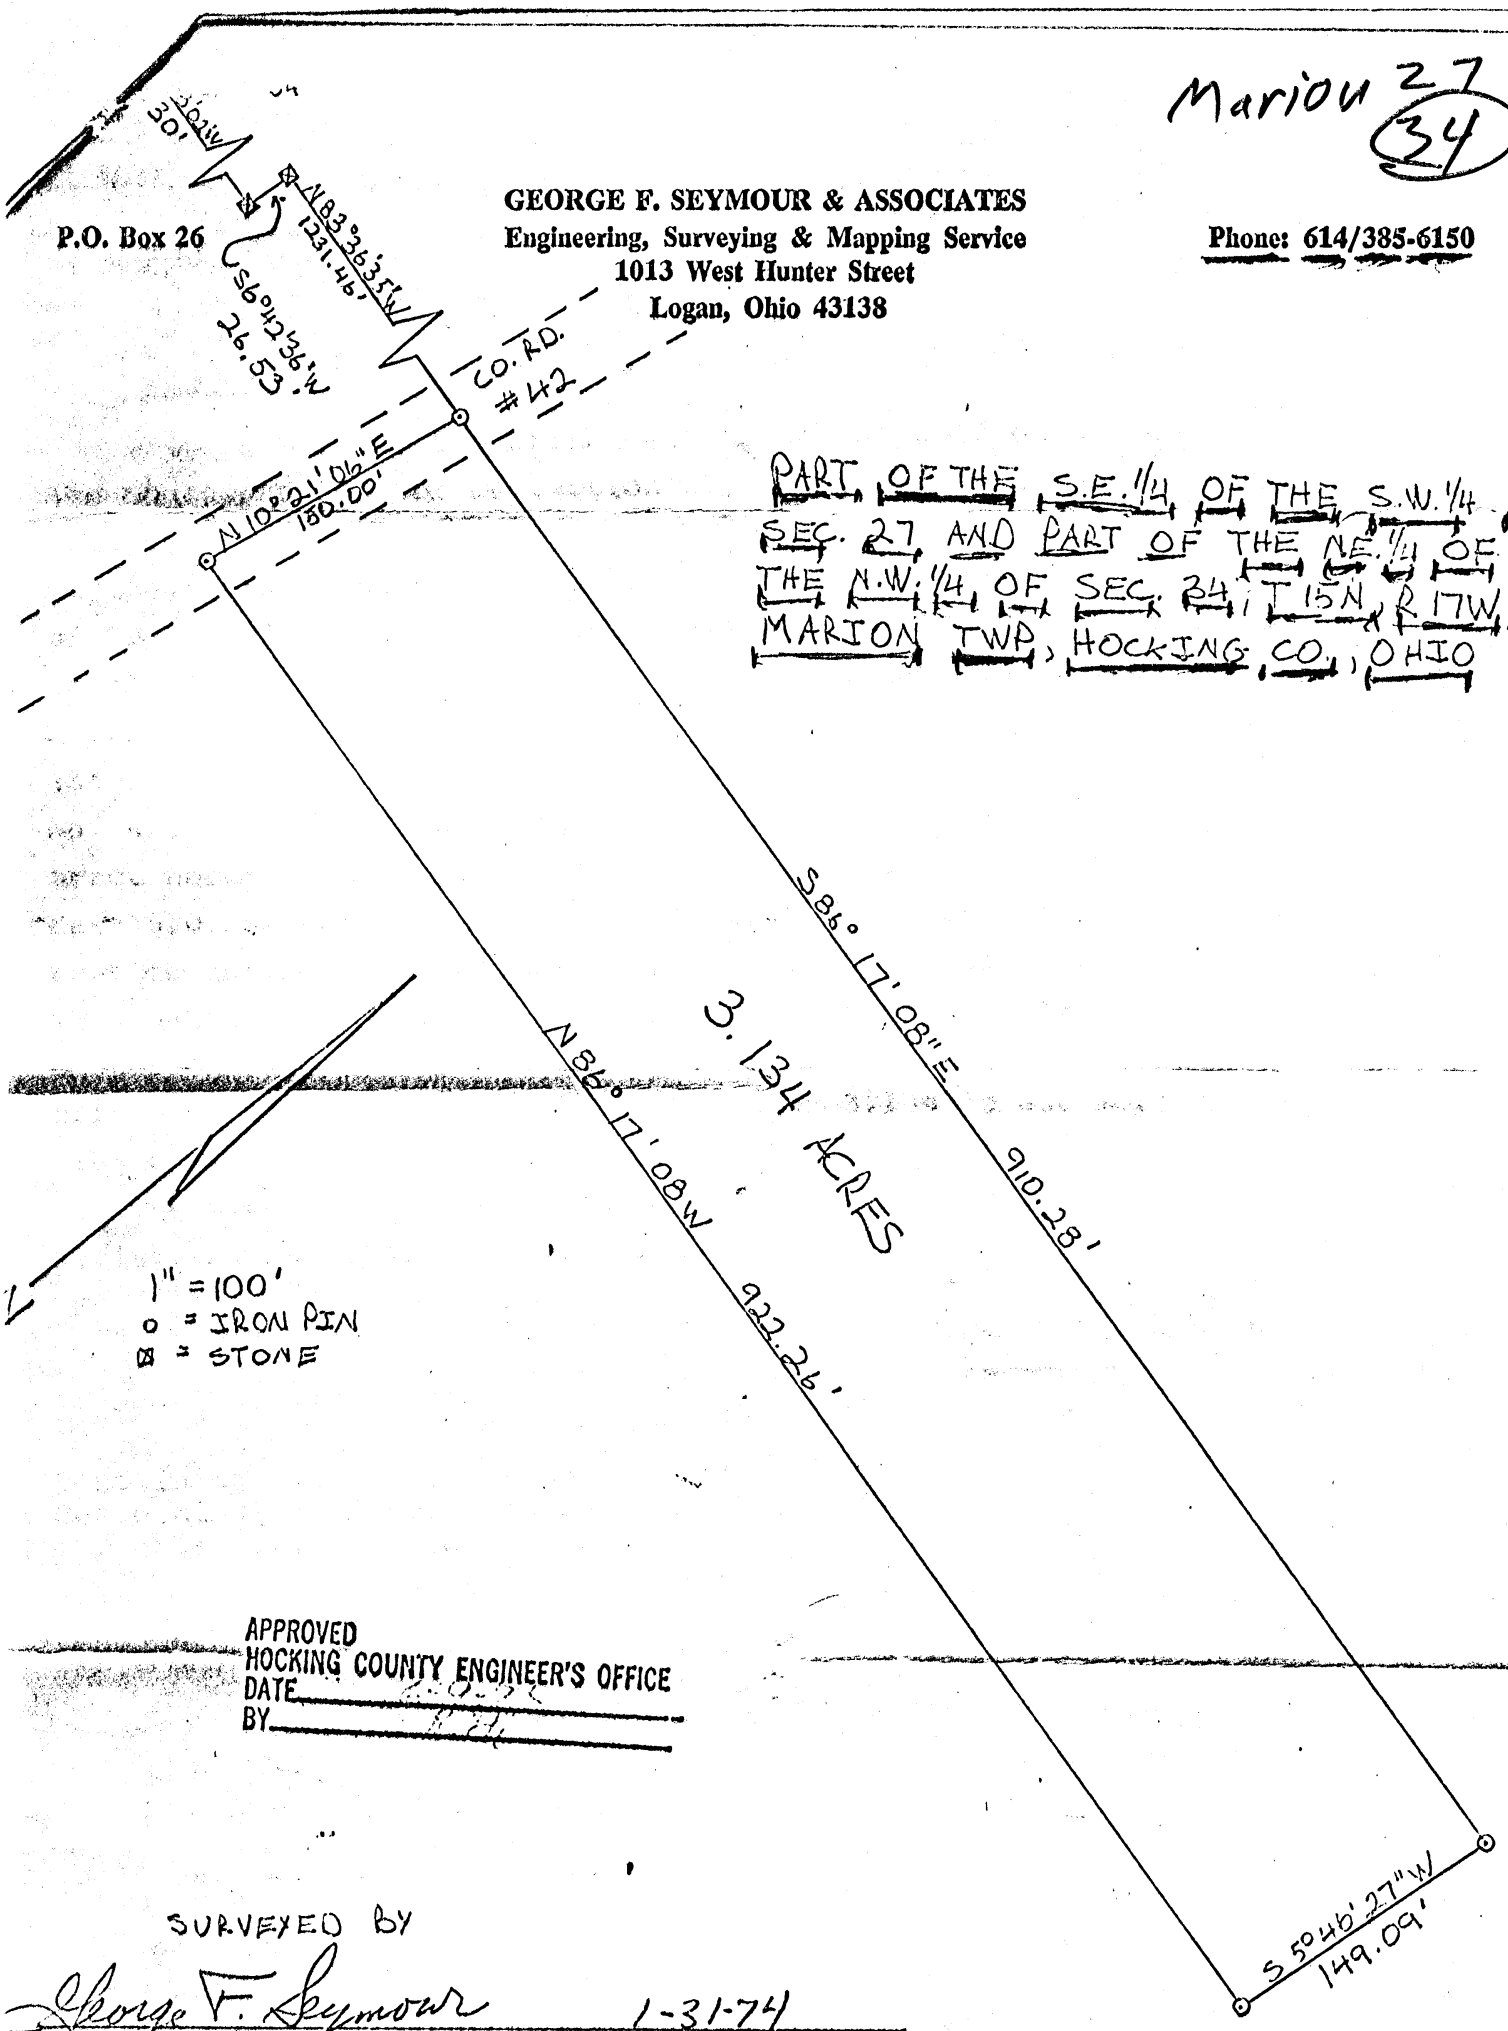 Marion 27
34
GEORGE F. SEYMOUR & ASSOCIATES
P.O. Box 26
Engineering, Surveying & Mapping Service
Phone: 614/385-6150
1013 West Hunter Street
Logan, Ohio 43138
30'
N83°36'35"W
1231.46'
S6°42'36"W
26.53'
CO. RD.
#42
N10°21'06"E
150.00'
PART OF THE S.E. 1/4 OF THE S.W. 1/4
SEC. 27 AND PART OF THE NE. 1/4 OF
THE N.W. 1/4 OF SEC. 34, T15N, R17W,
MARION TWP, HOCKING CO., OHIO
S86° 17' 08" E
910.28'
3.134 ACRES
N86° 17' 08W
922.26'
1" = 100'
o = IRON PIN
⊠ = STONE
APPROVED
HOCKING COUNTY ENGINEER'S OFFICE
DATE
BY
S 5°46'27"W
149.09'
SURVEYED BY
George F. Seymour 1-31-74